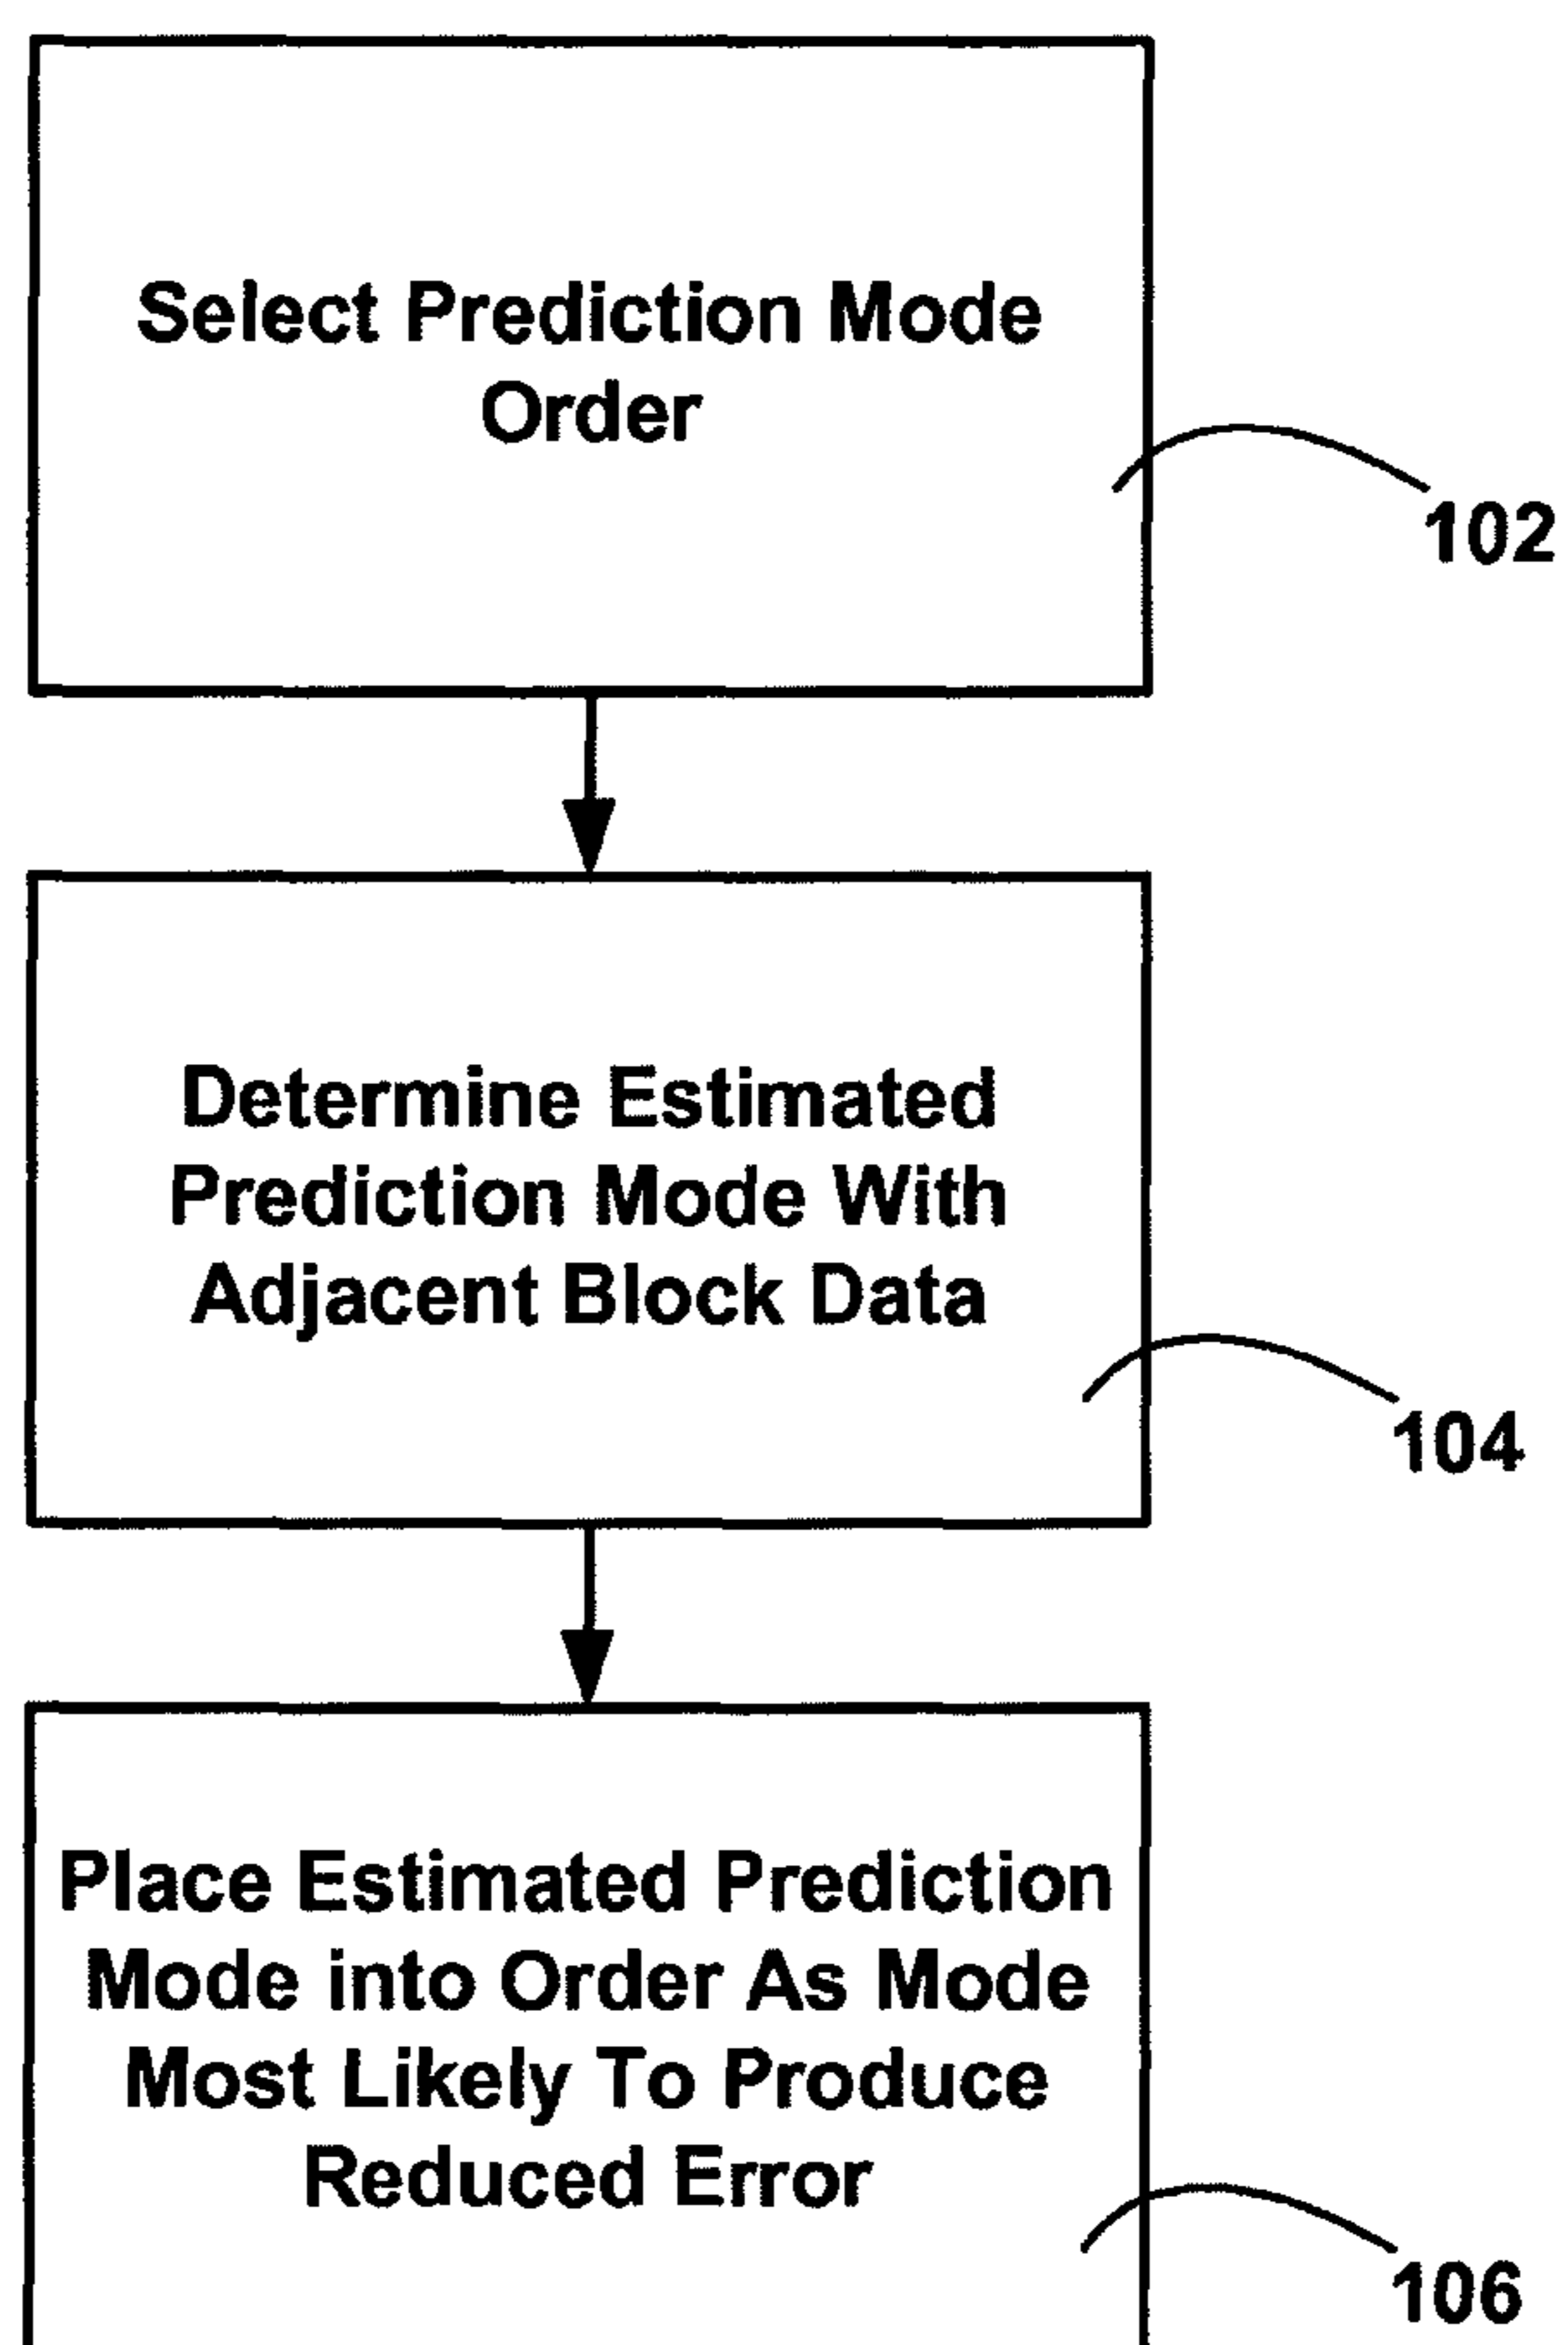 Select Prediction Mode
Order
102
Determine Estimated
Prediction Mode With
Adjacent Block Data
104
Place Estimated Prediction
Mode into Order As Mode
Most Likely To Produce
Reduced Error
106